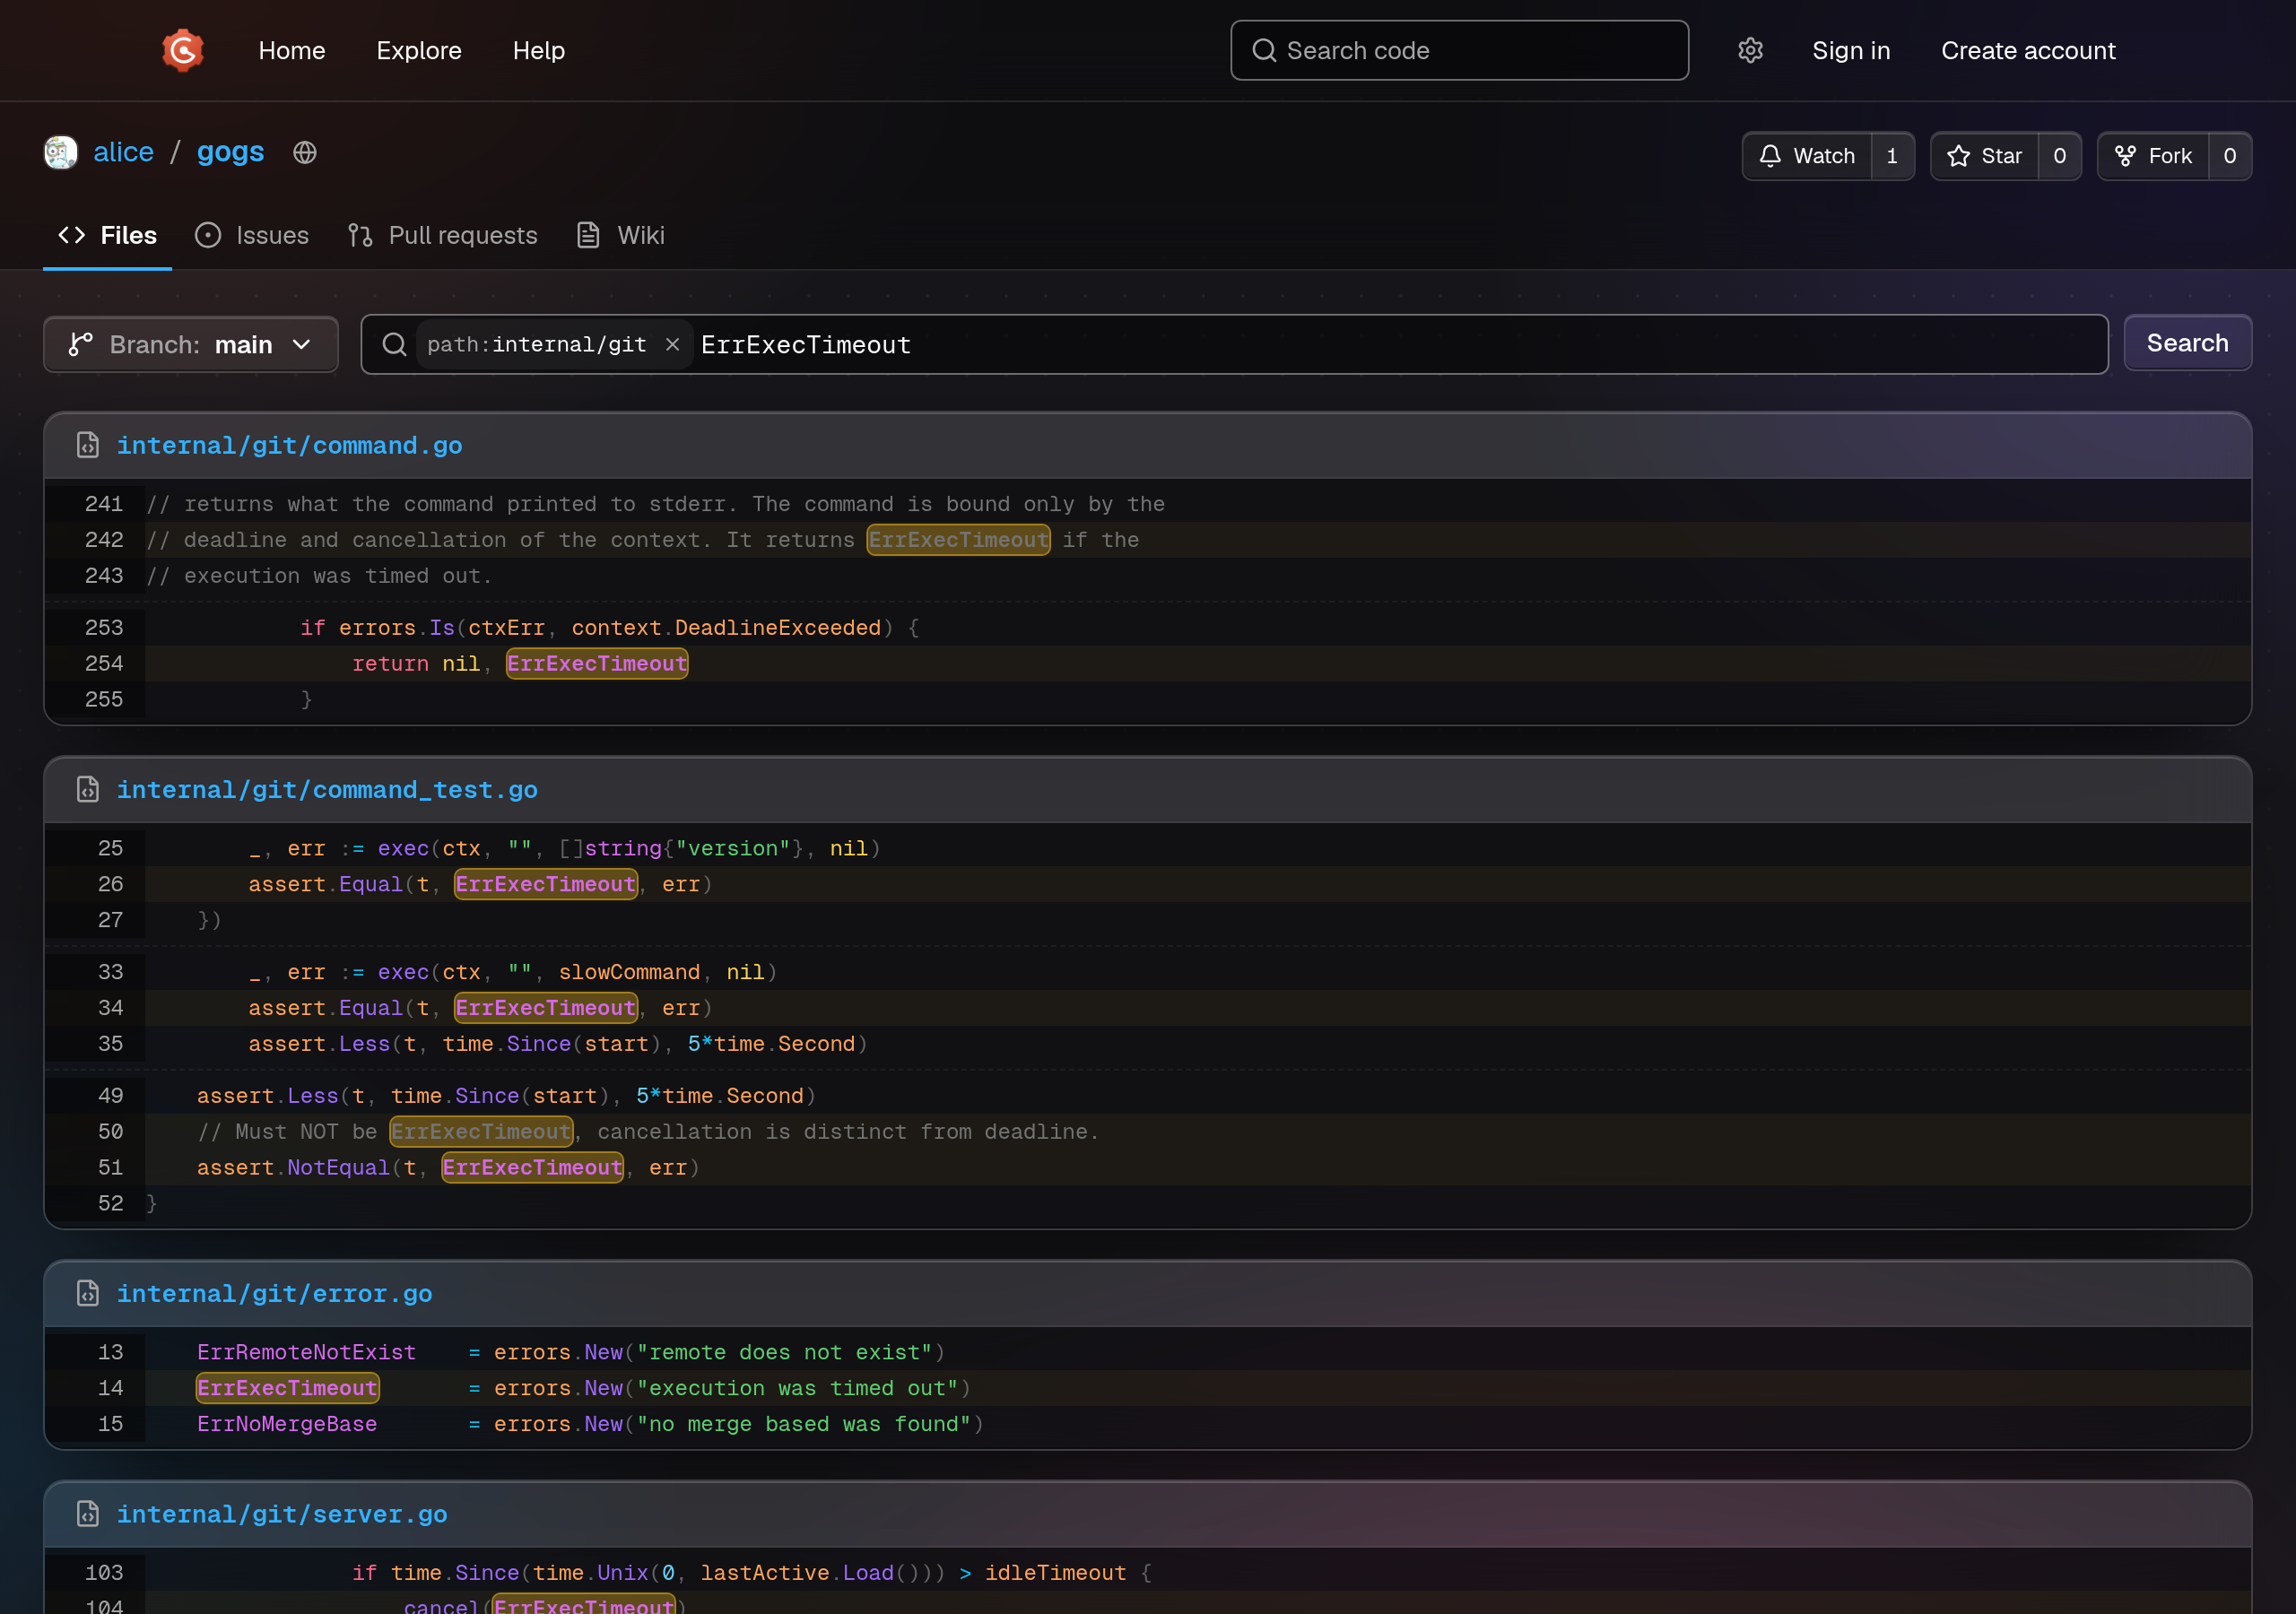 Home Explore Help Search code Sign in Create account
alice / gogs Watch 1 Star 0 Fork 0
Files Issues Pull requests Wiki
Branch: main path:internal/git ErrExecTimeout Search
internal/git/command.go
241 // returns what the command printed to stderr. The command is bound only by the
242 // deadline and cancellation of the context. It returns ErrExecTimeout if the
243 // execution was timed out.
253 if errors.Is(ctxErr, context.DeadlineExceeded) {
254 return nil, ErrExecTimeout
255 }
internal/git/command_test.go
25 _, err := exec(ctx, "", []string{"version"}, nil)
26 assert.Equal(t, ErrExecTimeout, err)
27 })
33 _, err := exec(ctx, "", slowCommand, nil)
34 assert.Equal(t, ErrExecTimeout, err)
35 assert.Less(t, time.Since(start), 5*time.Second)
49 assert.Less(t, time.Since(start), 5*time.Second)
50 // Must NOT be ErrExecTimeout, cancellation is distinct from deadline.
51 assert.NotEqual(t, ErrExecTimeout, err)
52 }
internal/git/error.go
13 ErrRemoteNotExist = errors.New("remote does not exist")
14 ErrExecTimeout = errors.New("execution was timed out")
15 ErrNoMergeBase = errors.New("no merge based was found")
internal/git/server.go
103 if time.Since(time.Unix(0, lastActive.Load())) > idleTimeout {
104 cancel(ErrExecTimeout)